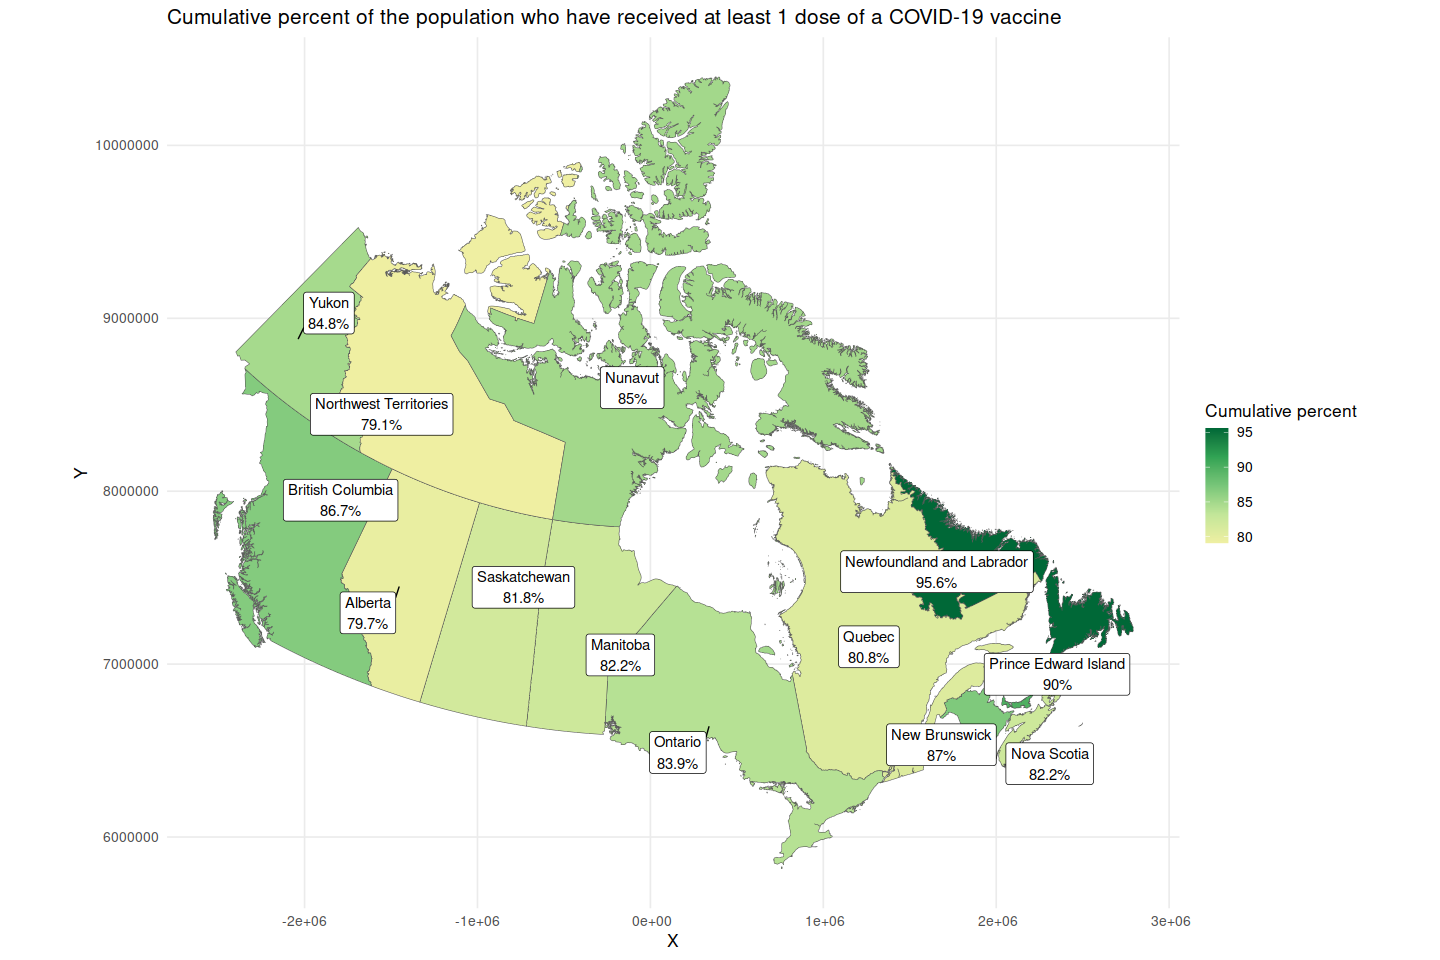 Cumulative percent of the population who have received at least 1 dose of a COVID-19 vaccine
10000000
9000000
8000000
7000000
6000000
Y
Yukon
84.8%
Nunavut
85%
Northwest Territories
79.1%
British Columbia
86.7%
Newfoundland and Labrador
95.6%
Saskatchewan
81.8%
Alberta
79.7%
Quebec
80.8%
Manitoba
82.2%
Prince Edward Island
90%
New Brunswick
87%
Ontario
83.9%
Nova Scotia
82.2%
-2e+06
-1e+06
0e+00
1e+06
2e+06
3e+06
X
Cumulative percent
95
90
85
80